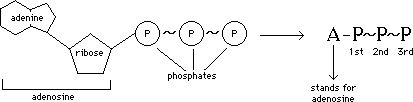 adenine
ribose
P ~ P ~ P
A-P~P~P
1st 2nd 3rd
phosphates
adenosine
stands for
adenosine